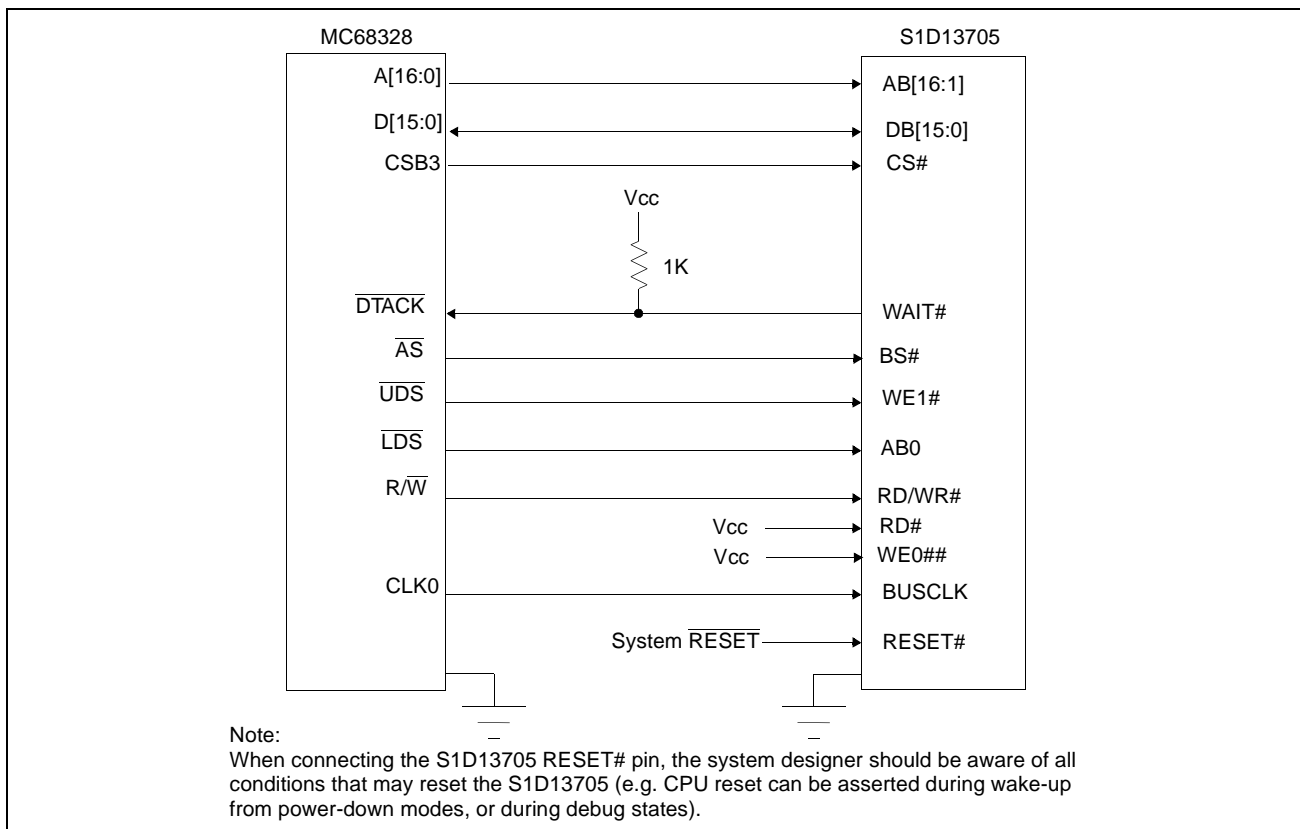 MC68328 S1D13705
A[16:0] AB[16:1]
D[15:0] DB[15:0]
CSB3 CS#
Vcc
1K
DTACK WAIT#
AS BS#
UDS WE1#
LDS AB0
R/W RD/WR#
Vcc RD#
Vcc WE0##
CLK0 BUSCLK
System RESET RESET#
Note:
When connecting the S1D13705 RESET# pin, the system designer should be aware of all
conditions that may reset the S1D13705 (e.g. CPU reset can be asserted during wake-up
from power-down modes, or during debug states).